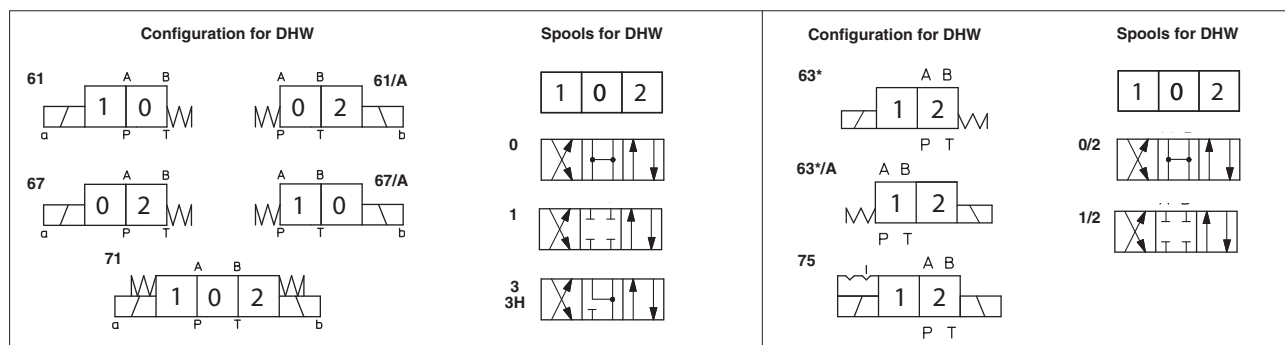 Configuration for DHW
61
A B
1 0
a P T
61/A
A B
0 2
P T b
67
A B
0 2
a P T
67/A
A B
1 0
P T b
71
A B
1 0 2
a P T b
Spools for DHW
1 0 2
0
1
3
3H
Configuration for DHW
63*
A B
1 2
P T
63*/A
A B
1 2
P T
75
A B
1 2
P T
Spools for DHW
1 0 2
0/2
1/2